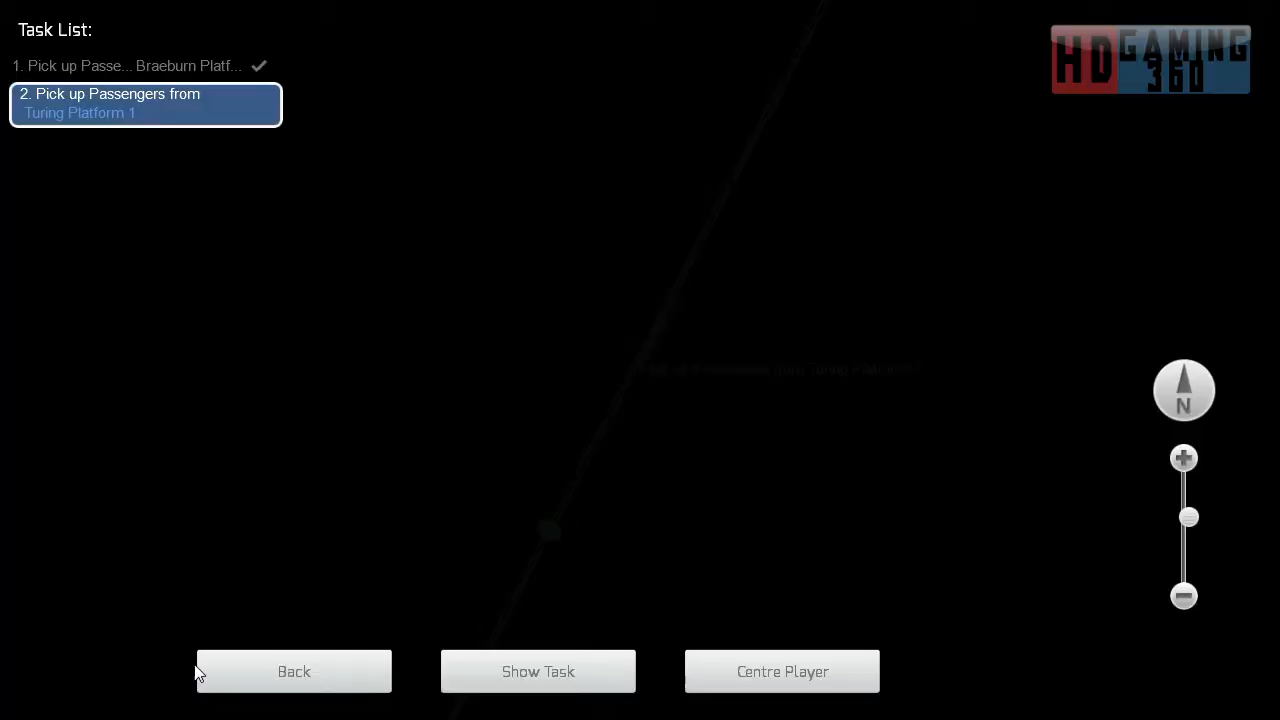 Task List:
1. Pick up Passe... Braeburn Platf...
2. Pick up Passengers from
Turing Platform 1
HD GAMING
360
N
Back
Show Task
Centre Player